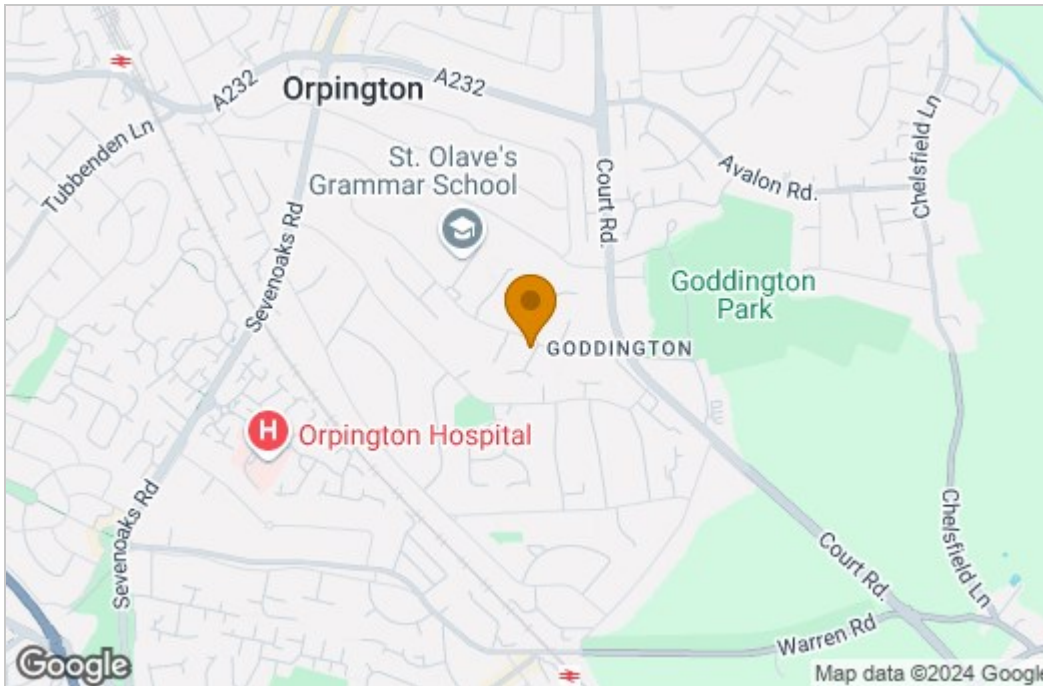 A232
A232
Orpington
Tubbenden Ln
St. Olave's
Grammar School
Sevenoaks Rd
Court Rd.
Avalon Rd.
Chelsfield Ln
Goddington
Park
GODDINGTON
H
Orpington Hospital
Sevenoaks Rd
Court Rd.
Chelsfield Ln
Warren Rd
Google
Map data ©2024 Google